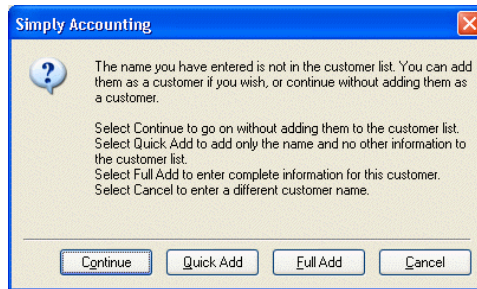 Simply Accounting
The name you have entered is not in the customer list. You can add
them as a customer if you wish, or continue without adding them as
a customer.
Select Continue to go on without adding them to the customer list.
Select Quick Add to add only the name and no other information to
the customer list.
Select Full Add to enter complete information for this customer.
Select Cancel to enter a different customer name.
Continue Quick Add Full Add Cancel